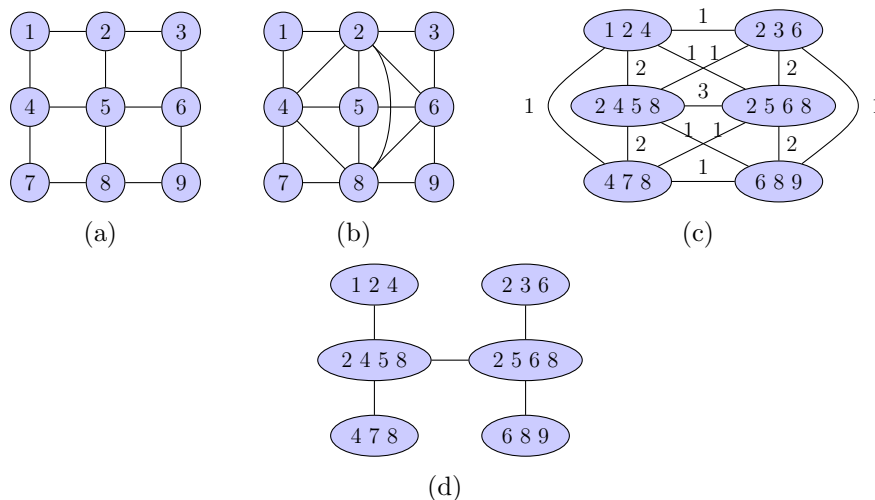 1 2 3 1 2 3 1 2 4 1 2 3 6
1 1
2 2
4 5 6 4 5 6 1 2 4 5 8 3 2 5 6 8 1
1 1
2 2
7 8 9 7 8 9 4 7 8 1 6 8 9
(a) (b) (c)
1 2 4 2 3 6
2 4 5 8 2 5 6 8
4 7 8 6 8 9
(d)